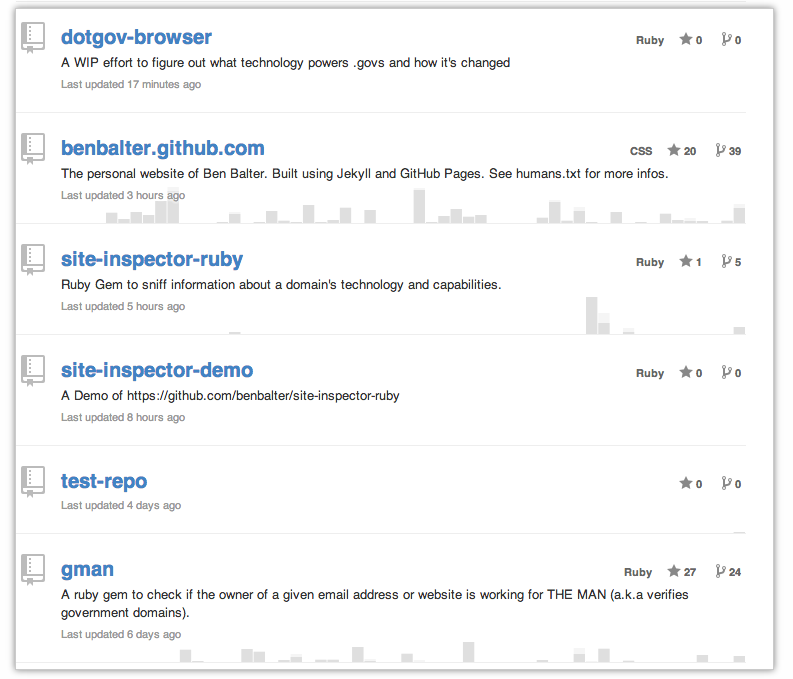 dotgov-browser
Ruby 0 0
A WIP effort to figure out what technology powers .govs and how it's changed
Last updated 17 minutes ago
benbalter.github.com
CSS 20 39
The personal website of Ben Balter. Built using Jekyll and GitHub Pages. See humans.txt for more infos.
Last updated 3 hours ago
site-inspector-ruby
Ruby 1 5
Ruby Gem to sniff information about a domain's technology and capabilities.
Last updated 5 hours ago
site-inspector-demo
Ruby 0 0
A Demo of https://github.com/benbalter/site-inspector-ruby
Last updated 8 hours ago
test-repo
0 0
Last updated 4 days ago
gman
Ruby 27 24
A ruby gem to check if the owner of a given email address or website is working for THE MAN (a.k.a verifies
government domains).
Last updated 6 days ago